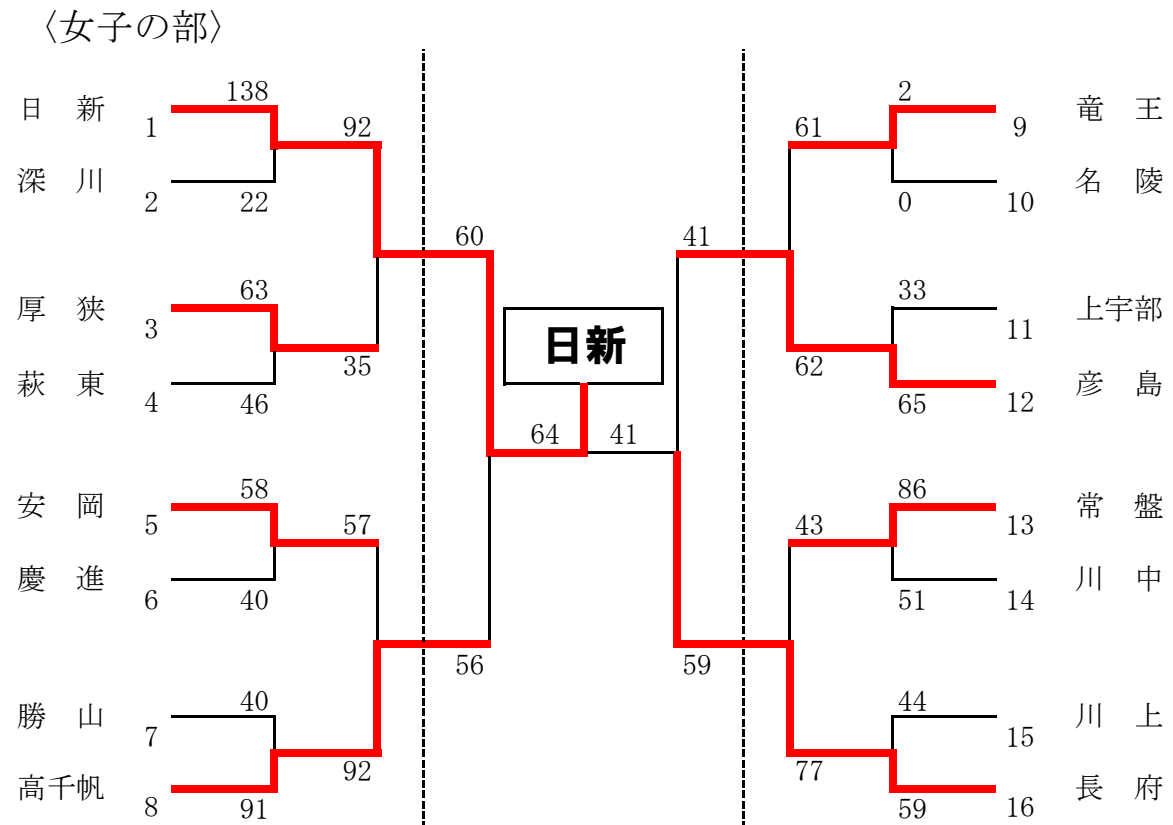 〈女子の部〉
138 2
日 新 92 61 竜 王
1 9
深 川 名 陵
2 22 0 10
60 41
63 33
厚 狭 上宇部
3 11
日新
35 62
萩 東 彦 島
4 46 65 12
64 41
58 86
安 岡 常 盤
5 57 43 13
慶 進 川 中
6 40 51 14
56 59
40 44
勝 山 川 上
7 15
92 77
高千帆 長 府
8 91 59 16